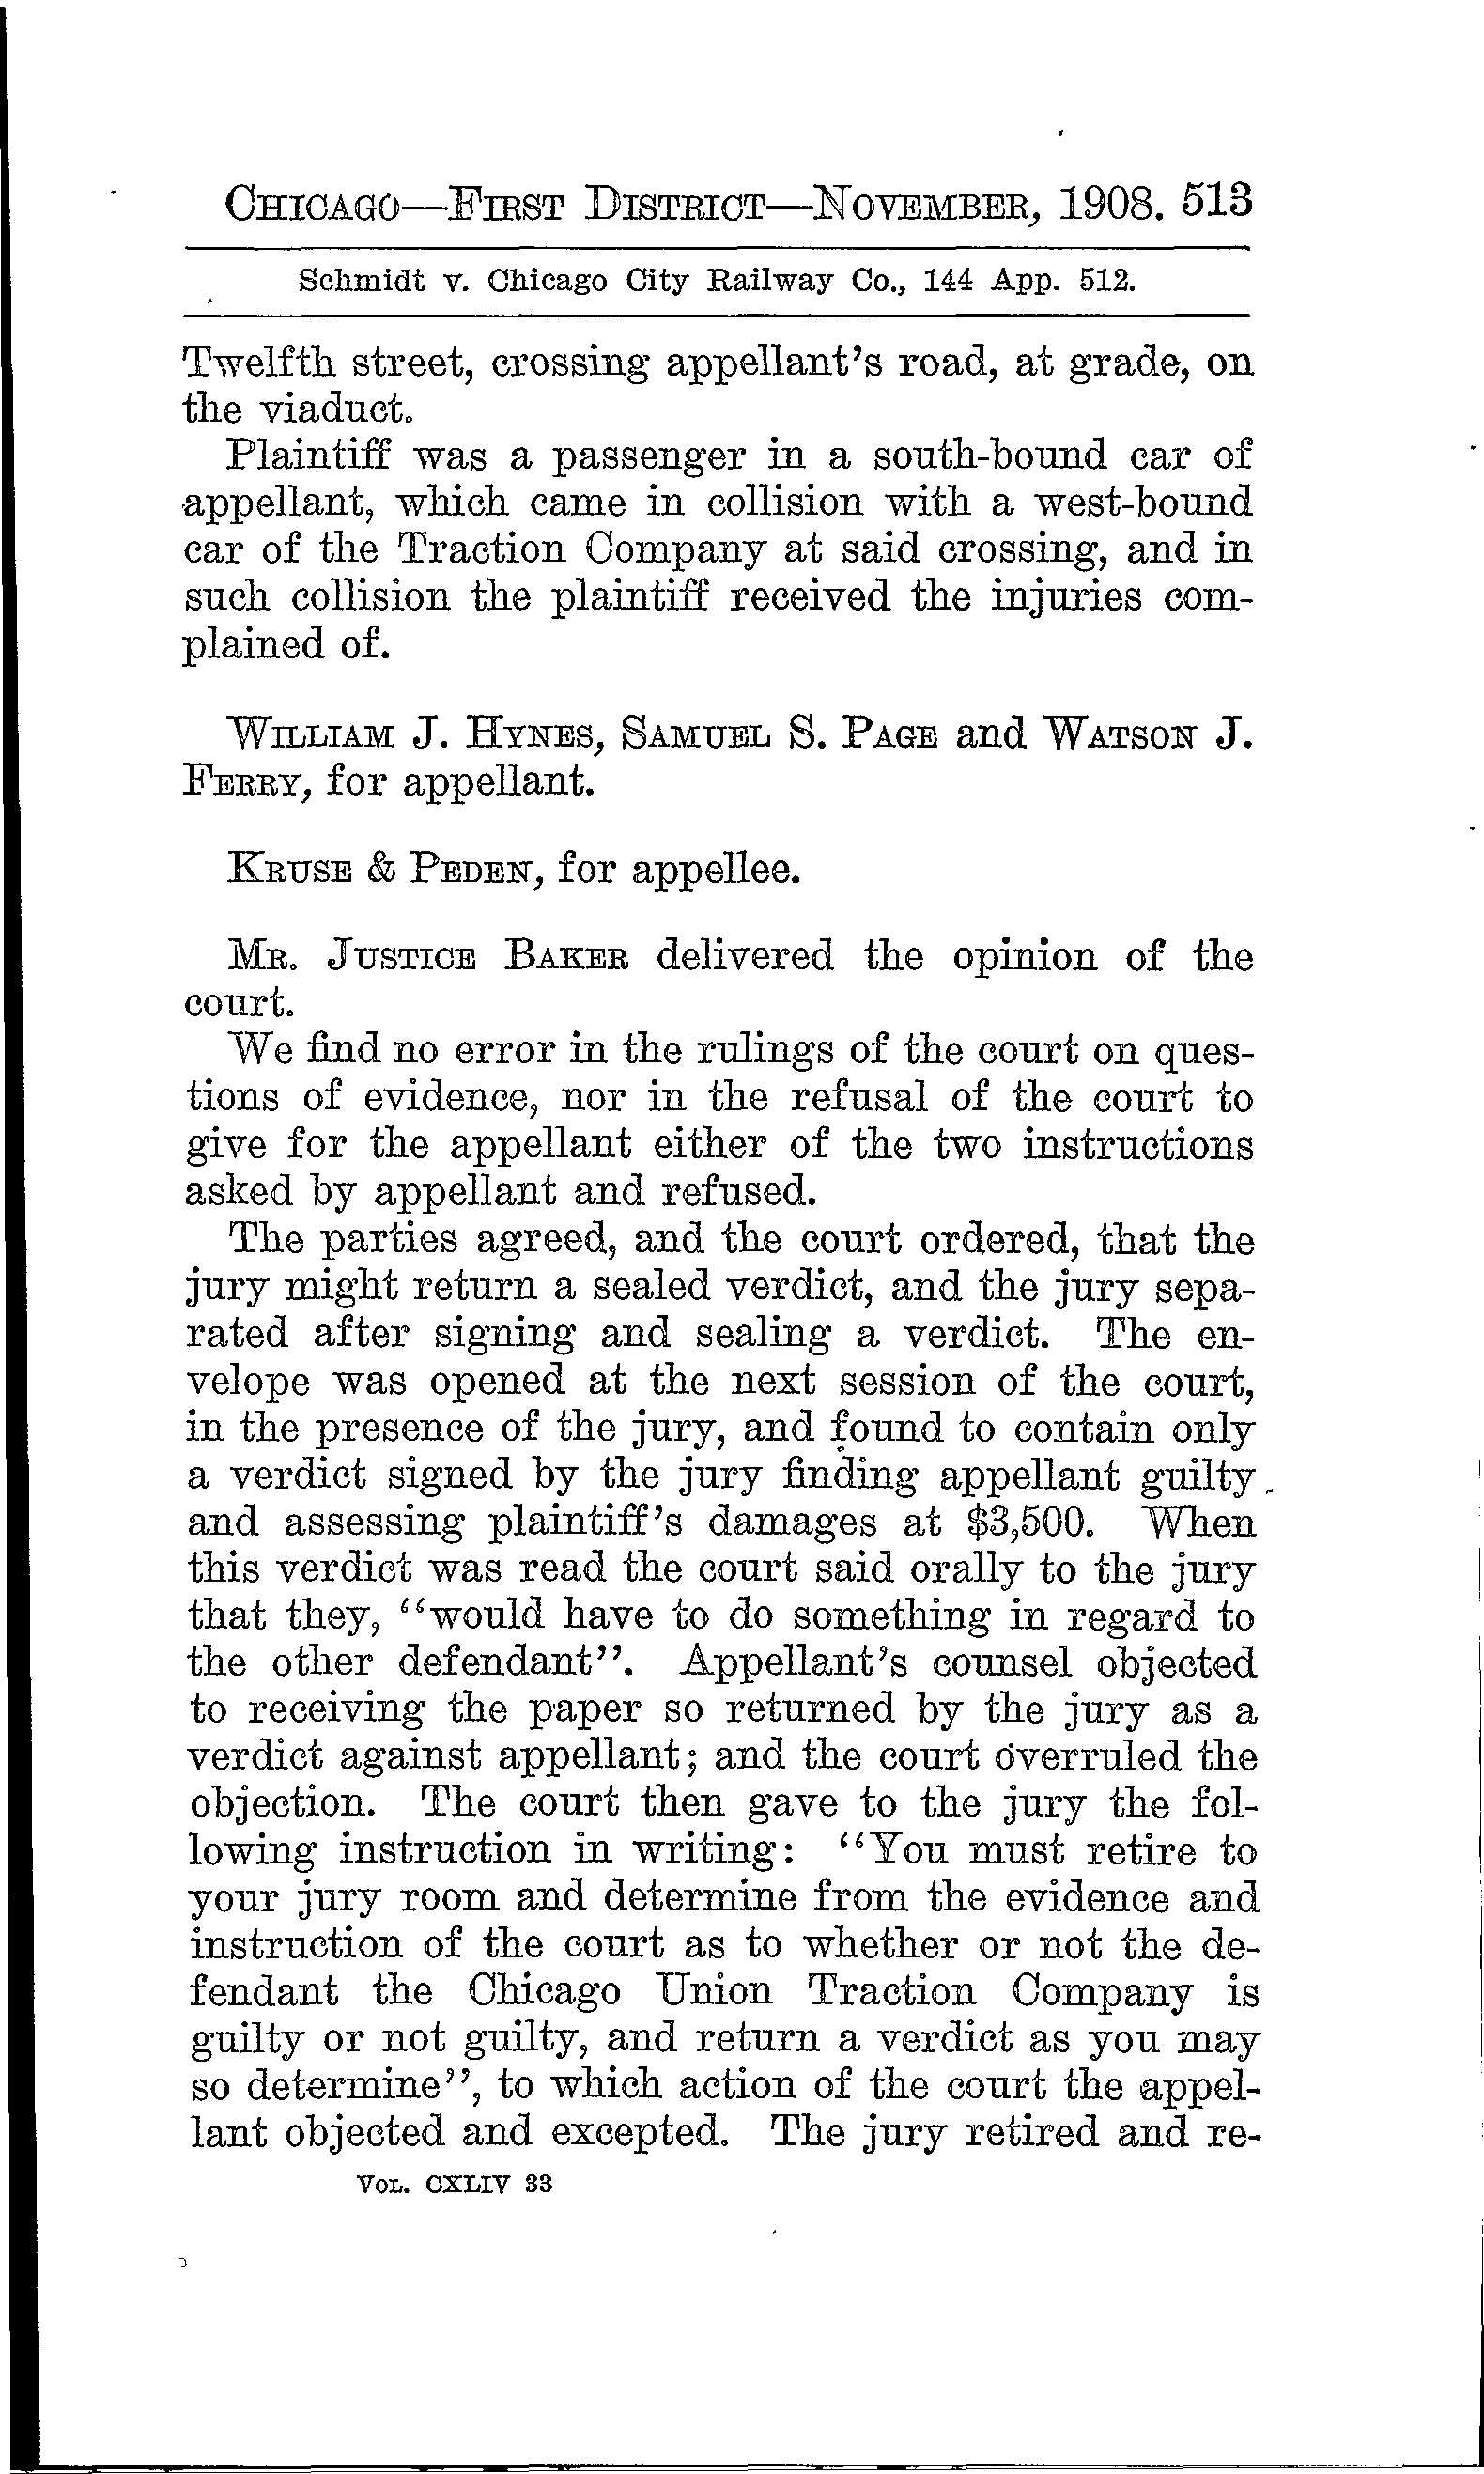 CHICAGO—FIRST DISTRICT—NOVEMBER, 1908. 513
Schmidt v. Chicago City Railway Co., 144 App. 512.
Twelfth street, crossing appellant's road, at grade, on
the viaduct.
Plaintiff was a passenger in a south-bound car of
appellant, which came in collision with a west-bound
car of the Traction Company at said crossing, and in
such collision the plaintiff received the injuries com-
plained of.
WILLIAM J. HYNES, SAMUEL S. PAGE and WATSON J.
FERRY, for appellant.
KRUSE & PEDEN, for appellee.
MR. JUSTICE BAKER delivered the opinion of the
court.
We find no error in the rulings of the court on ques-
tions of evidence, nor in the refusal of the court to
give for the appellant either of the two instructions
asked by appellant and refused.
The parties agreed, and the court ordered, that the
jury might return a sealed verdict, and the jury sepa-
rated after signing and sealing a verdict. The en-
velope was opened at the next session of the court,
in the presence of the jury, and found to contain only
a verdict signed by the jury finding appellant guilty
and assessing plaintiff's damages at $3,500. When
this verdict was read the court said orally to the jury
that they, "would have to do something in regard to
the other defendant". Appellant's counsel objected
to receiving the paper so returned by the jury as a
verdict against appellant; and the court overruled the
objection. The court then gave to the jury the fol-
lowing instruction in writing: "You must retire to
your jury room and determine from the evidence and
instruction of the court as to whether or not the de-
fendant the Chicago Union Traction Company is
guilty or not guilty, and return a verdict as you may
so determine", to which action of the court the appel-
lant objected and excepted. The jury retired and re-
VOL. CXLIV 33